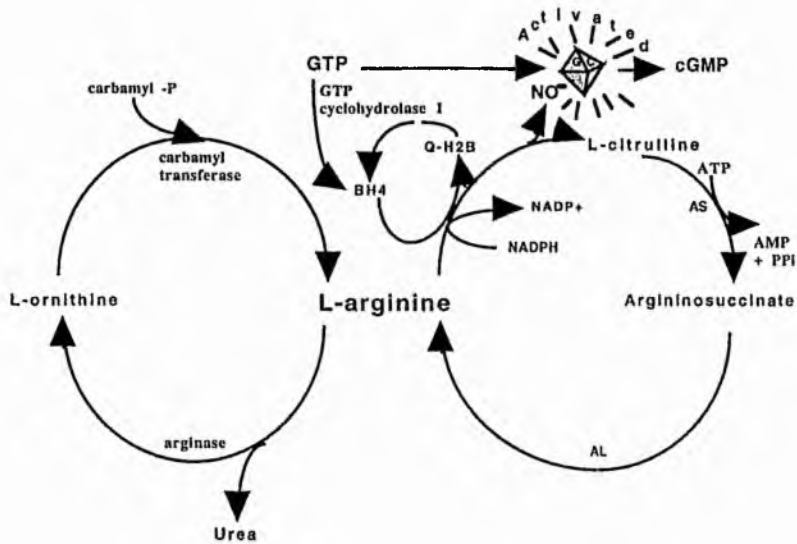 Activated
GTP
cGMP
G C
NO
carbamyl -P
GTP
cyclohydrolase I
Q-H2B
L-citrulline
carbamyl
transferase
BH4
ATP
AS
NADP+
NADPH
AMP
+ PPi
L-ornithine
L-arginine
Argininosuccinate
arginase
AL
Urea